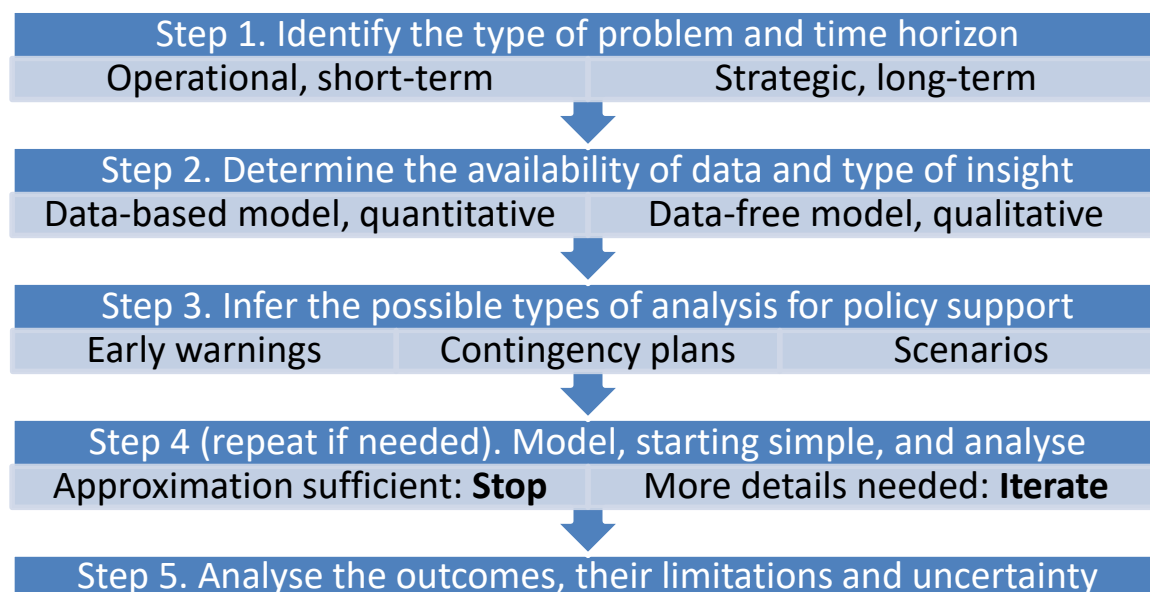 Step 1. Identify the type of problem and time horizon
Operational, short-term
Strategic, long-term
Step 2. Determine the availability of data and type of insight
Data-based model, quantitative
Data-free model, qualitative
Step 3. Infer the possible types of analysis for policy support
Early warnings
Contingency plans
Scenarios
Step 4 (repeat if needed). Model, starting simple, and analyse
Approximation sufficient: Stop
More details needed: Iterate
Step 5. Analyse the outcomes, their limitations and uncertainty